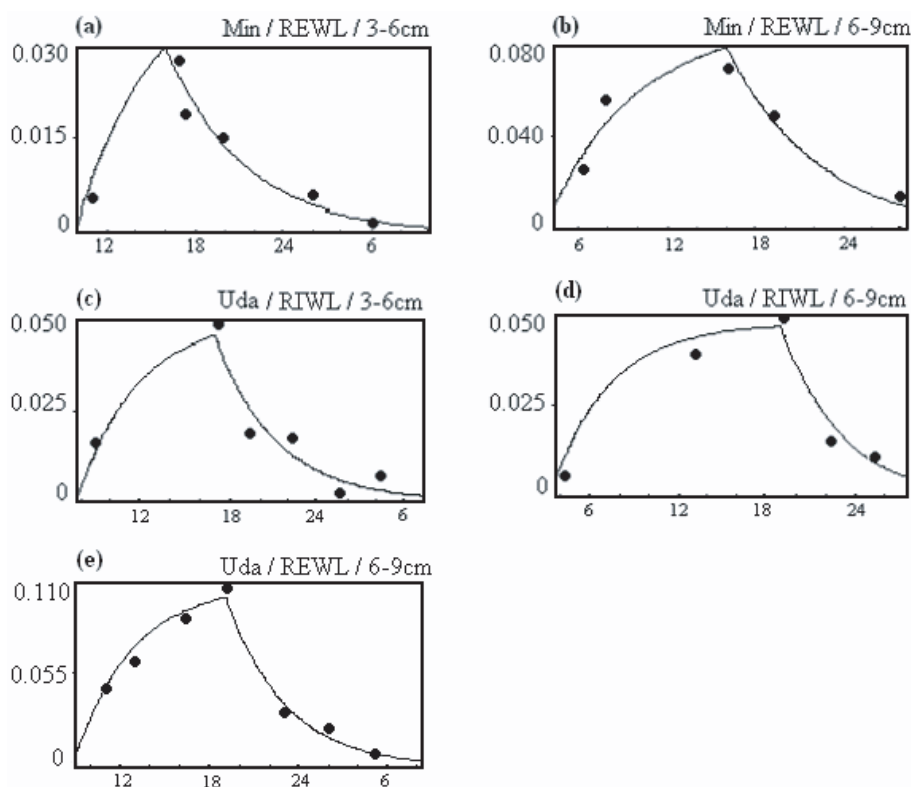 (a) Min / REWL / 3-6cm
0.030
0.015
0
12 18 24 6
(b) Min / REWL / 6-9cm
0.080
0.040
0
6 12 18 24
(c) Uda / RIWL / 3-6cm
0.050
0.025
0
12 18 24 6
(d) Uda / RIWL / 6-9cm
0.050
0.025
0
6 12 18 24
(e) Uda / REWL / 6-9cm
0.110
0.055
0
12 18 24 6